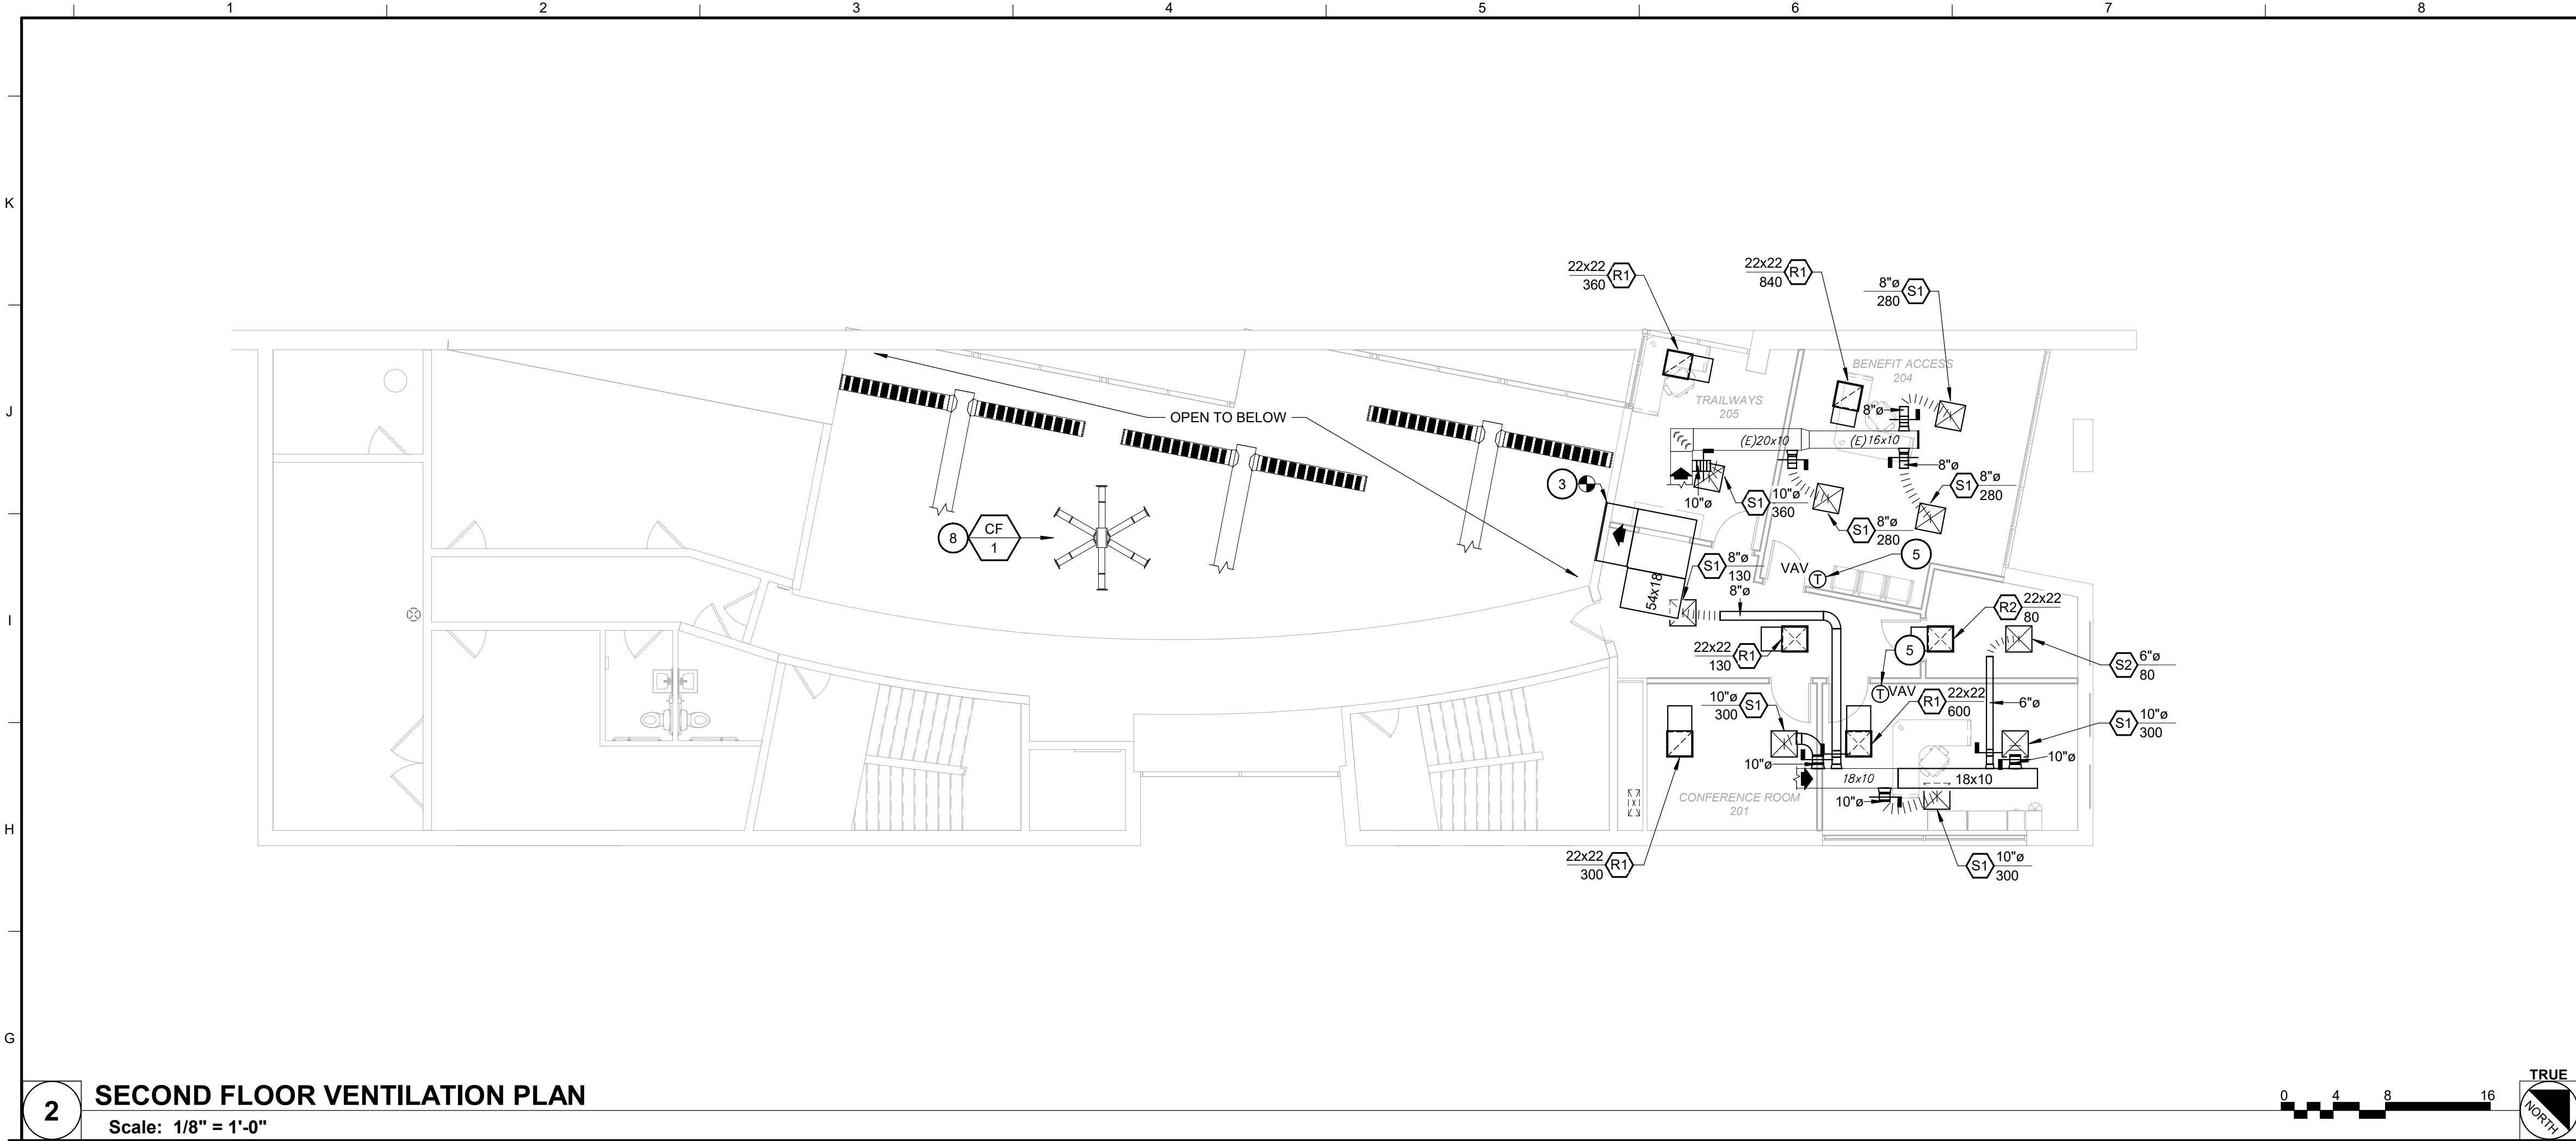 1 2 3 4 5 6 7 8
K
J
I
H
G
22x22
360
R1
22x22
840
R1
8"ø
280
S1
BENEFIT ACCESS
204
TRAILWAYS
205
8"ø
OPEN TO BELOW
(E)20x10
(E)16x10
8"ø
3
10"ø
S1
10"ø
360
S1
8"ø
280
S1
8"ø
280
8
CF
1
5
VAV
T
S1
8"ø
130
8"ø
54x18
R2
22x22
80
22x22
130
R1
5
S2
6"ø
80
T
VAV
10"ø
300
S1
R1
22x22
600
6"ø
S1
10"ø
300
10"ø
10"ø
18x10
18x10
CONFERENCE ROOM
201
10"ø
22x22
300
R1
S1
10"ø
300
2
SECOND FLOOR VENTILATION PLAN
Scale: 1/8" = 1'-0"
0 4 8 16
TRUE
NORTH